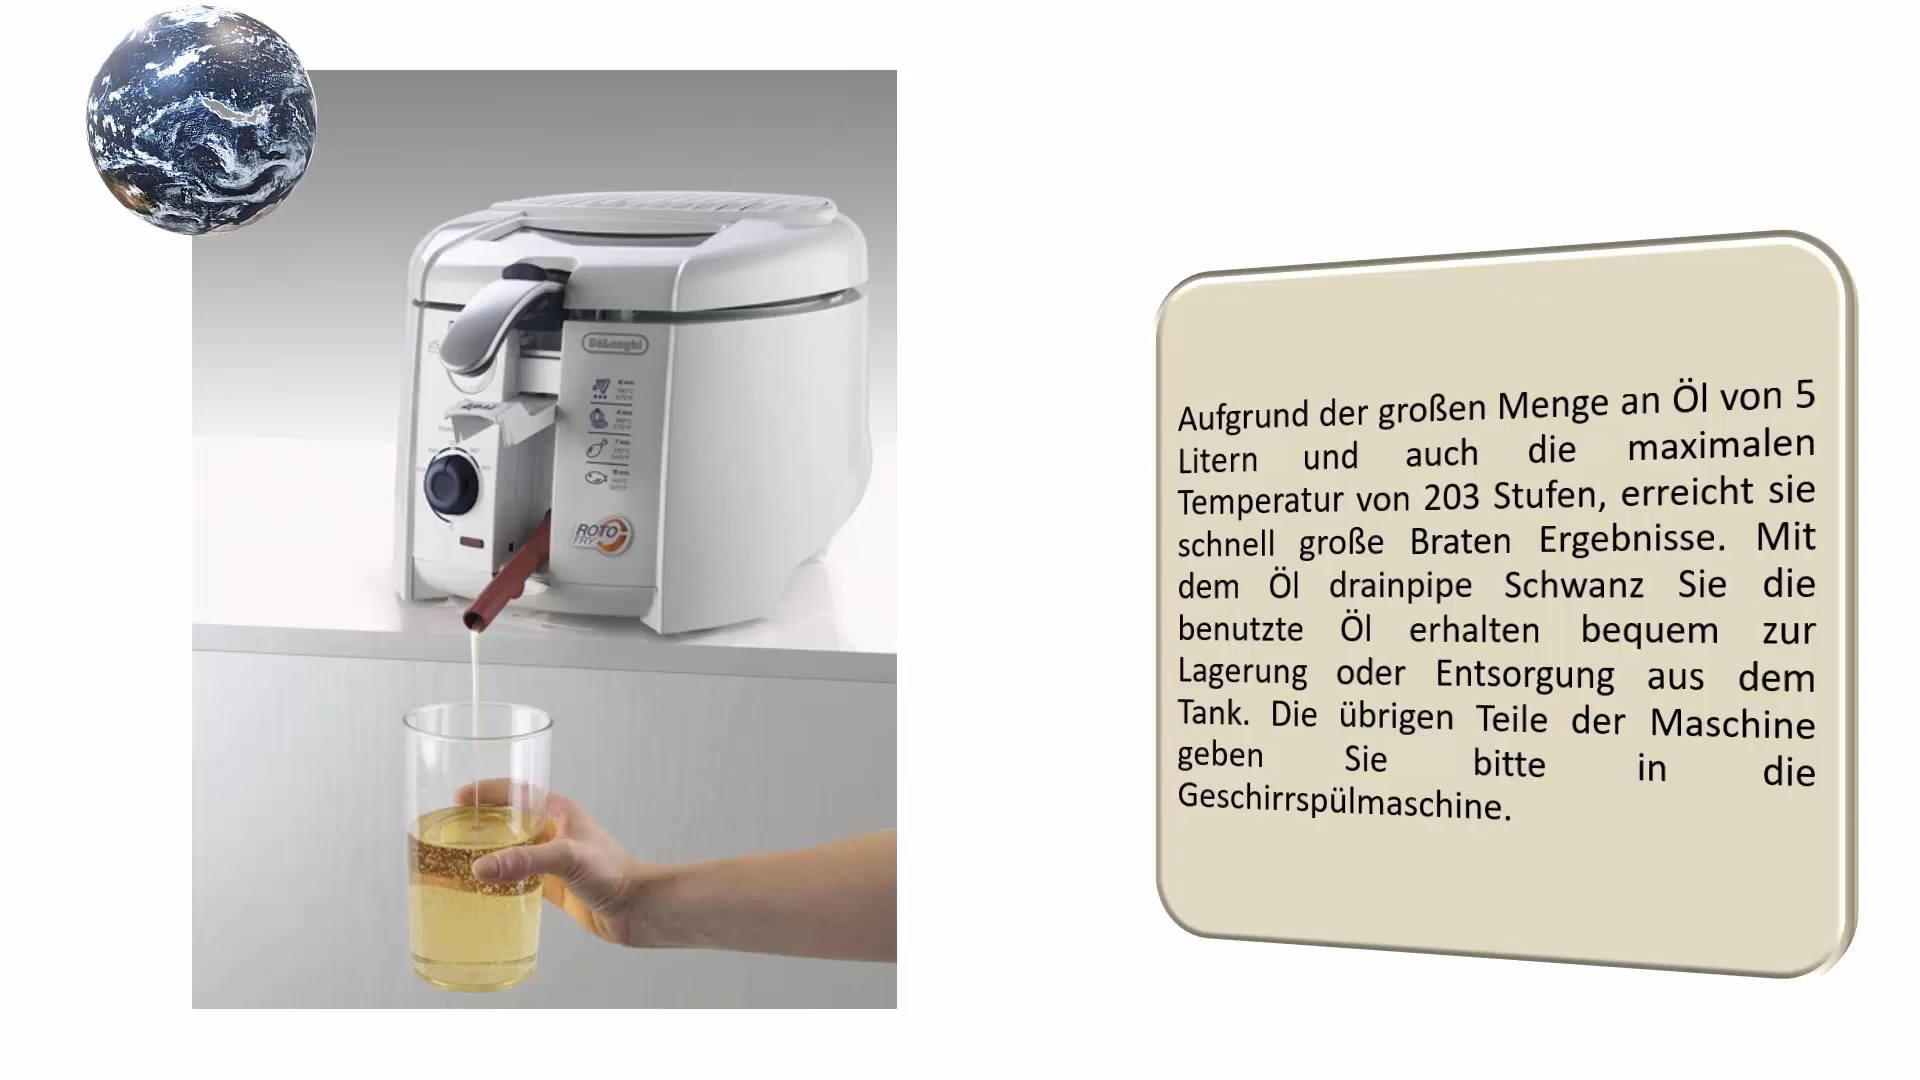 DeLonghi
ROTO
FRY
Aufgrund der großen Menge an Öl von 5
Litern und auch die maximalen
Temperatur von 203 Stufen, erreicht sie
schnell große Braten Ergebnisse. Mit
dem Öl drainpipe Schwanz Sie die
benutzte Öl erhalten bequem zur
Lagerung oder Entsorgung aus dem
Tank. Die übrigen Teile der Maschine
geben Sie bitte in die
Geschirrspülmaschine.